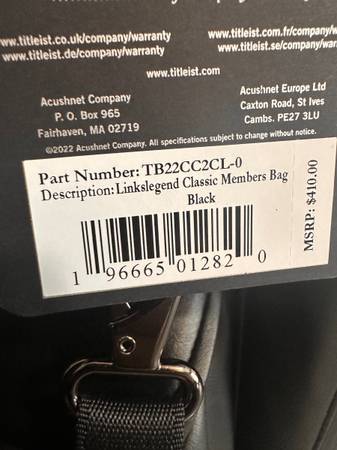 company/warranty
www.titleist.co.uk/company/warranty
www.titleist.com.fr/company/w
www.titleist.de/company/warranty
www.titleist.se/company/warr
www.titleist.com
Acushnet Company
P. O. Box 965
Fairhaven, MA 02719
Acushnet Europe Ltd
Caxton Road, St Ives
Cambs. PE27 3LU
©2022 Acushnet Company. All specifications subject to change without notice.
Part Number: TB22CC2CL-0
Description: Linkslegend Classic Members Bag
Black
MSRP: $410.00
1 96665 01282 0